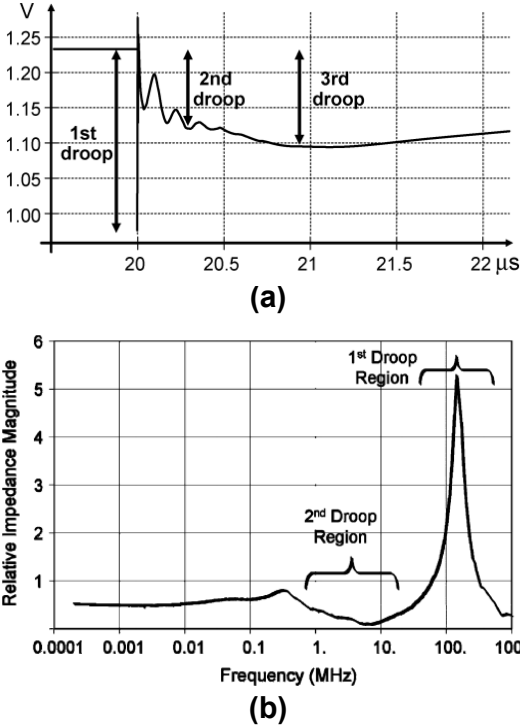 V
1.25
1.20
1.15
1.10
1.05
1.00
1st
droop
2nd
droop
3rd
droop
20
20.5
21
21.5
22 µs
(a)
6
5
4
3
2
1
Relative Impedance Magnitude
1st Droop
Region
2nd Droop
Region
0.0001 0.001 0.01 0.1 1. 10. 100. 100
Frequency (MHz)
(b)